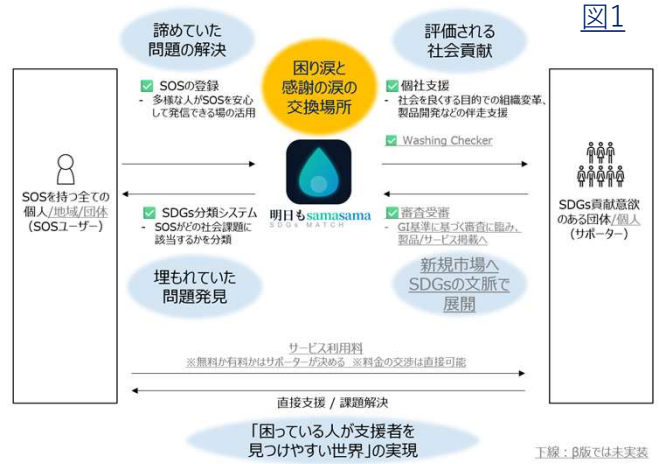 図1
諦めていた
問題の解決
評価される
社会貢献
困り涙と
感謝の涙の
交換場所
SOSの登録
- 多様な人がSOSを安心
して発信できる場の活用
個社支援
- 社会を良くする目的での組織変革、
製品開発などの伴走支援
Washing Checker
SOSを持つ全ての
個人/地域/団体
(SOSユーザー)
明日もsamasama
SDGs MATCH
SDGs貢献意欲
のある団体/個人
(サポーター)
SDGs分類システム
- SOSがどの社会課題に
該当するかを分類
審査受審
- GI基準に基づく審査に臨み、
製品/サービス掲載へ
埋もれていた
問題発見
新規市場へ
SDGsの文脈で
展開
サービス利用料
※無料か有料かはサポーターが決める ※料金の交渉は直接可能
直接支援 / 課題解決
「困っている人が支援者を
見つけやすい世界」の実現
下線：β版では未実装